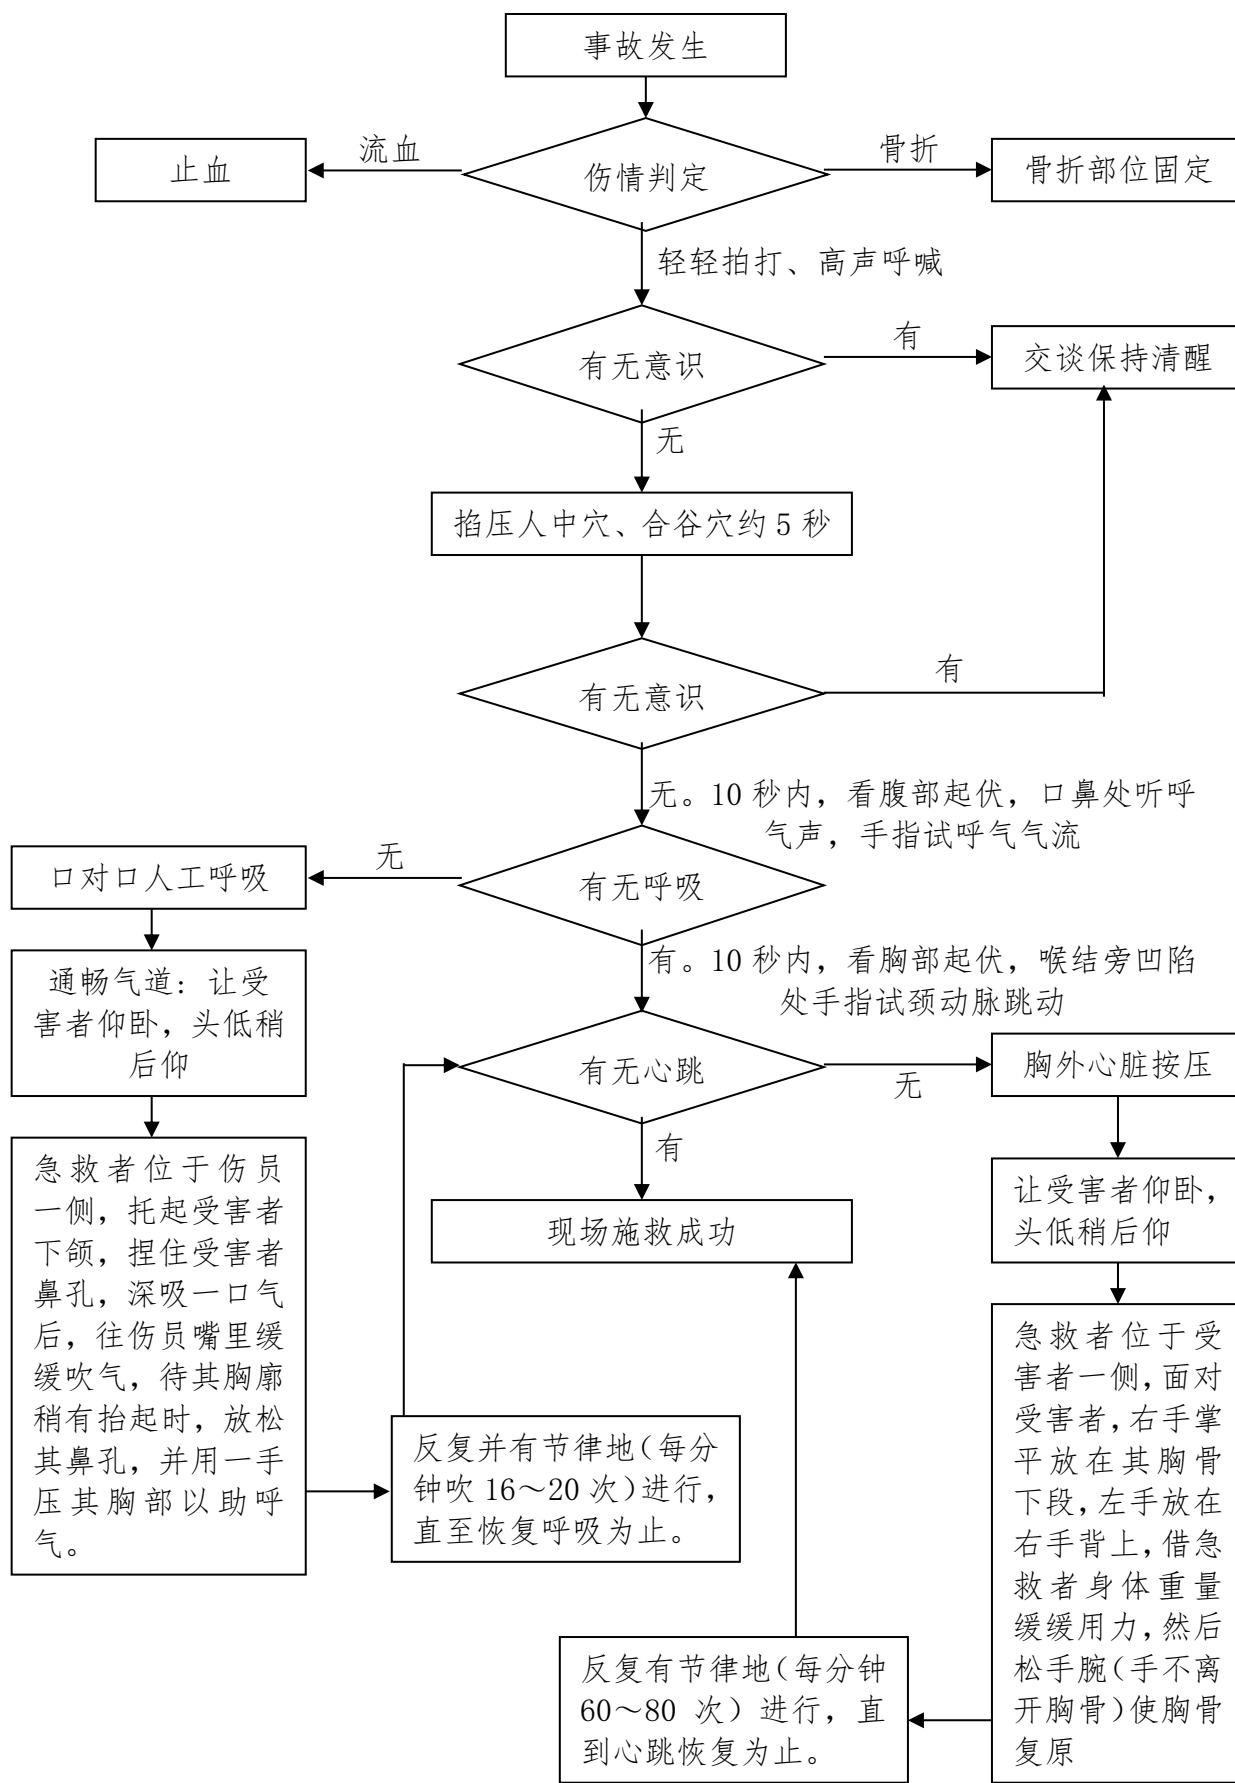 事故发生
流血
骨折
止血
伤情判定
骨折部位固定
轻轻拍打、高声呼喊
有无意识
有
交谈保持清醒
无
掐压人中穴、合谷穴约 5 秒
有无意识
有
无。10 秒内，看腹部起伏，口鼻处听呼
气声，手指试呼气气流
无
口对口人工呼吸
有无呼吸
有。10 秒内，看胸部起伏，喉结旁凹陷
处手指试颈动脉跳动
通畅气道：让受
害者仰卧，头低稍
后仰
有无心跳
无
胸外心脏按压
有
急救者位于伤员
一侧，托起受害者
下颌，捏住受害者
鼻孔，深吸一口气
后，往伤员嘴里缓
缓吹气，待其胸廓
稍有抬起时，放松
其鼻孔，并用一手
压其胸部以助呼
气。
现场施救成功
让受害者仰卧，
头低稍后仰
反复并有节律地（每分
钟吹 16～20 次）进行，
直至恢复呼吸为止。
急救者位于受
害者一侧，面对
受害者，右手掌
平放在其胸骨
下段，左手放在
右手背上，借急
救者身体重量
缓缓用力，然后
松手腕（手不离
开胸骨）使胸骨
复原
反复有节律地（每分钟
60～80 次）进行，直
到心跳恢复为止。